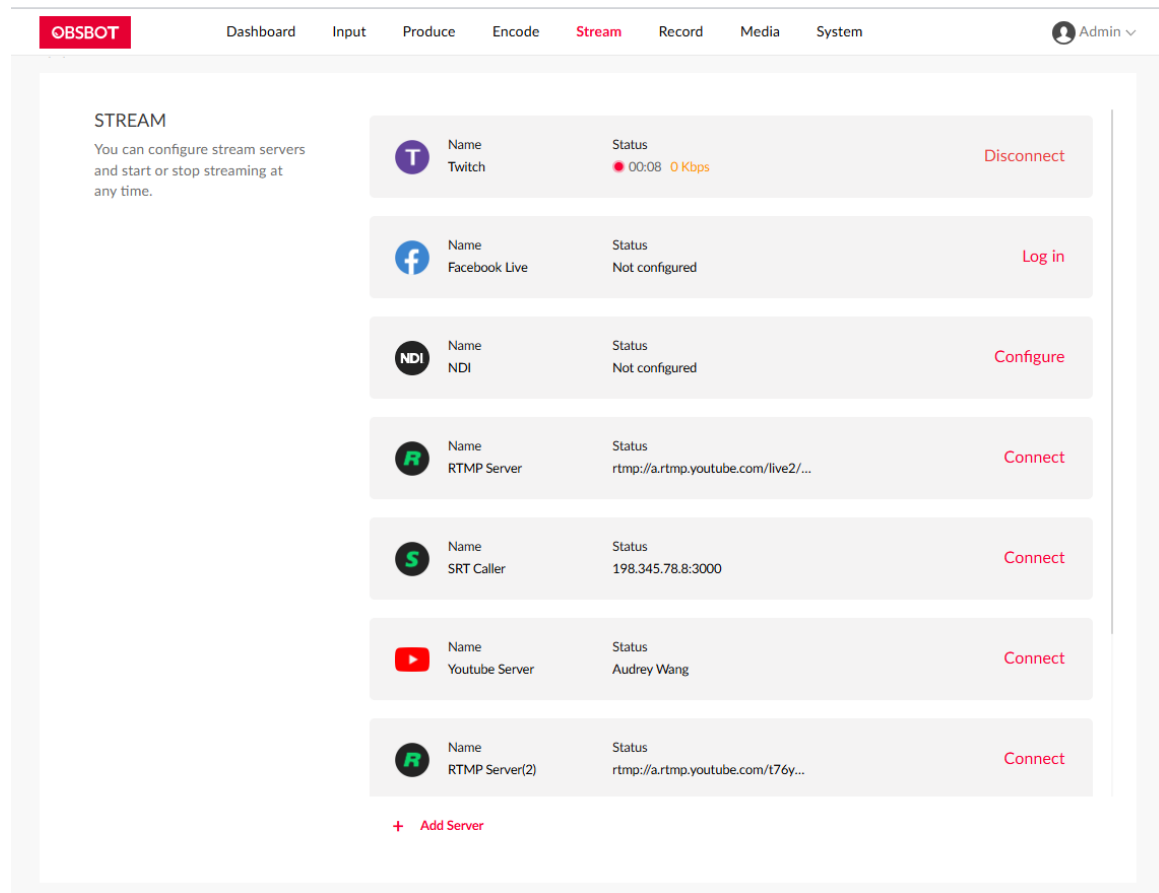 OBSBOT
Dashboard Input Produce Encode Stream Record Media System Admin
STREAM
You can configure stream servers
and start or stop streaming at
any time.
T
Name Status
Twitch 00:08 0 Kbps
Disconnect
Name Status
Facebook Live Not configured
Log in
NDI
Name Status
NDI Not configured
Configure
R
Name Status
RTMP Server rtmp://a.rtmp.youtube.com/live2/...
Connect
S
Name Status
SRT Caller 198.345.78.8:3000
Connect
Name Status
Youtube Server Audrey Wang
Connect
R
Name Status
RTMP Server(2) rtmp://a.rtmp.youtube.com/t76y...
Connect
+ Add Server